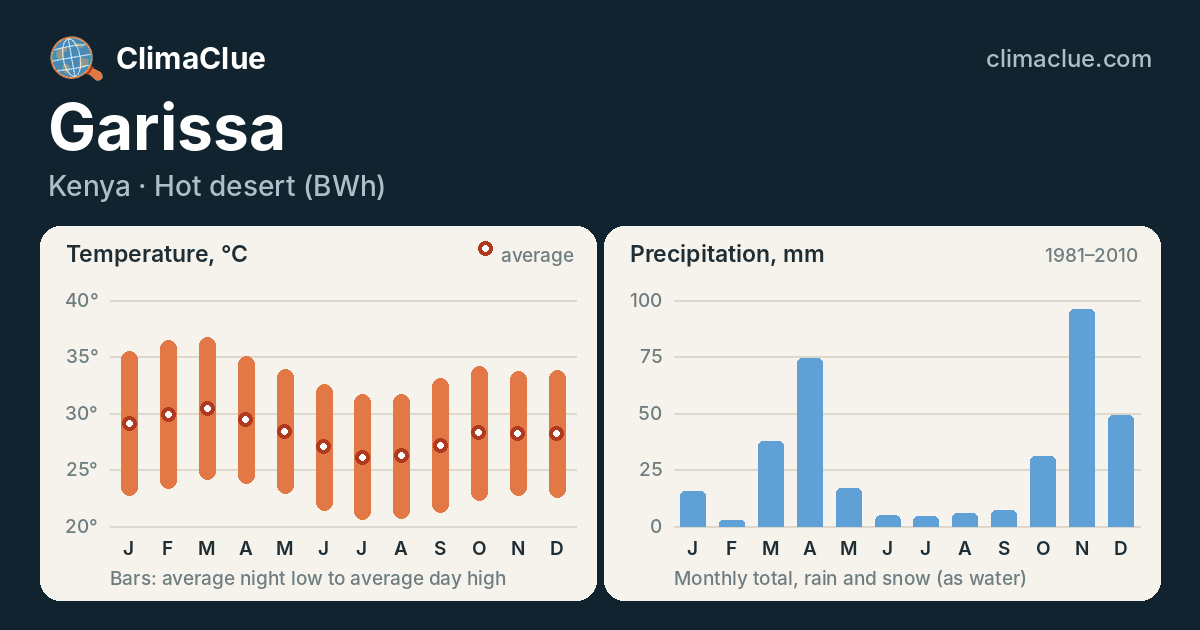 ClimaClue
climaclue.com
Garissa
Kenya · Hot desert (BWh)
Temperature, °C
average
40°
35°
30°
25°
20°
J F M A M J J A S O N D
Bars: average night low to average day high
Precipitation, mm
1981–2010
100
75
50
25
0
J F M A M J J A S O N D
Monthly total, rain and snow (as water)